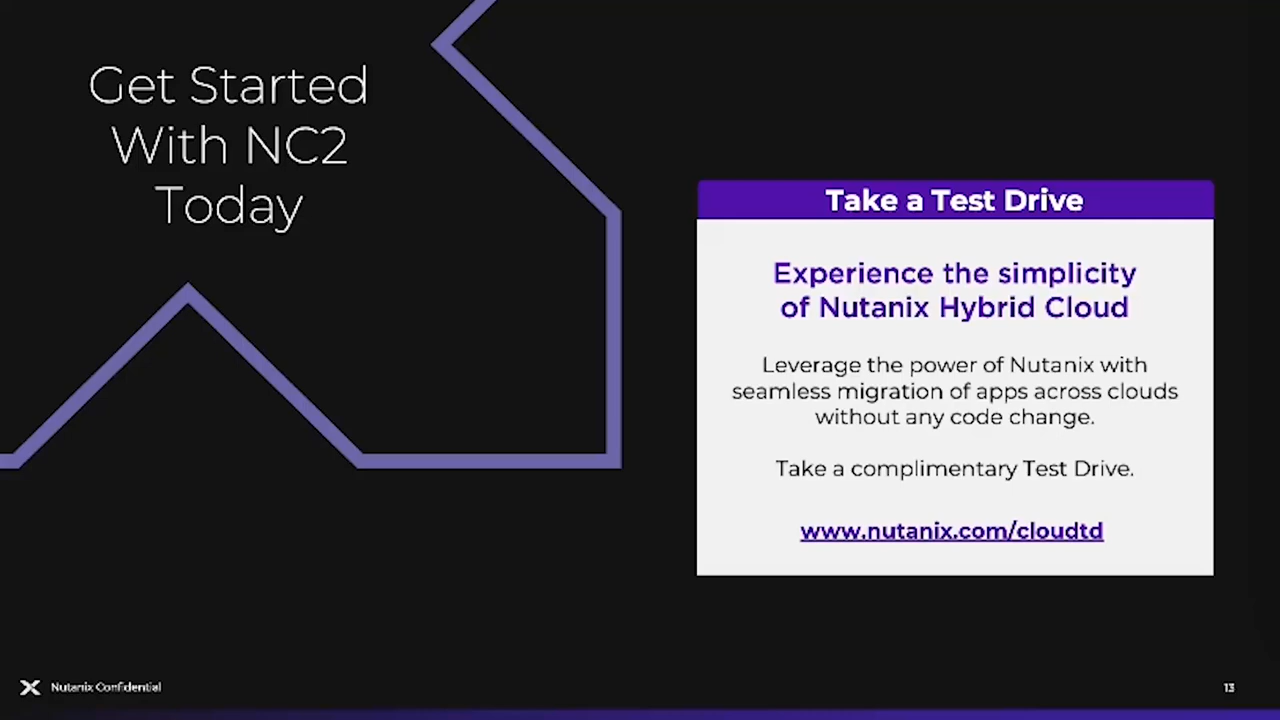 Get Started
With NC2
Today
Take a Test Drive
Experience the simplicity
of Nutanix Hybrid Cloud
Leverage the power of Nutanix with
seamless migration of apps across clouds
without any code change.
Take a complimentary Test Drive.
www.nutanix.com/cloudtd
Nutanix Confidential
13